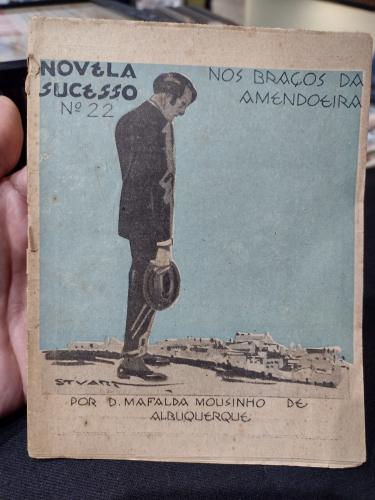 NOVELA
SUCESSO
Nº 22
NOS BRAÇOS DA
AMENDOEIRA
STUART
POR D. MAFALDA MOUSINHO DE
ALBUQUERQUE